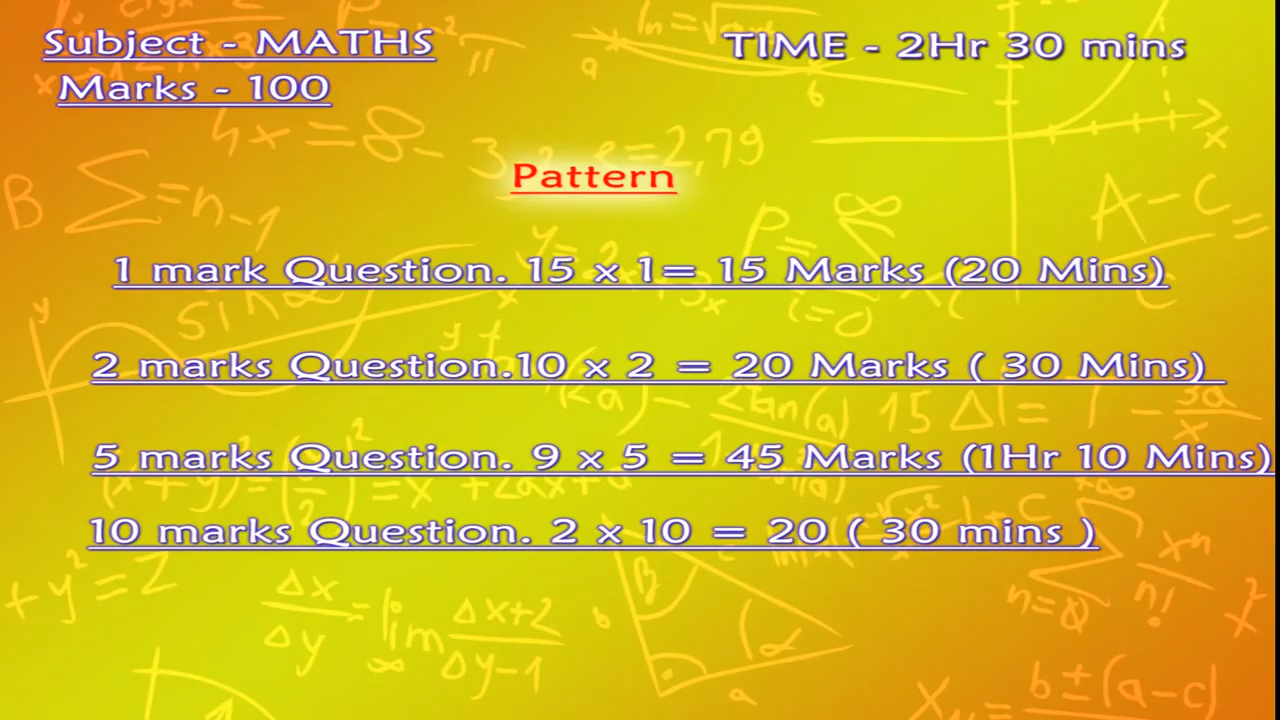 Subject - MATHS
TIME - 2Hr 30 mins
Marks - 100
Pattern
1 mark Question. 15 x 1= 15 Marks (20 Mins)
2 marks Question.10 x 2 = 20 Marks ( 30 Mins)
5 marks Question. 9 x 5 = 45 Marks (1Hr 10 Mins)
10 marks Question. 2 x 10 = 20 ( 30 mins )